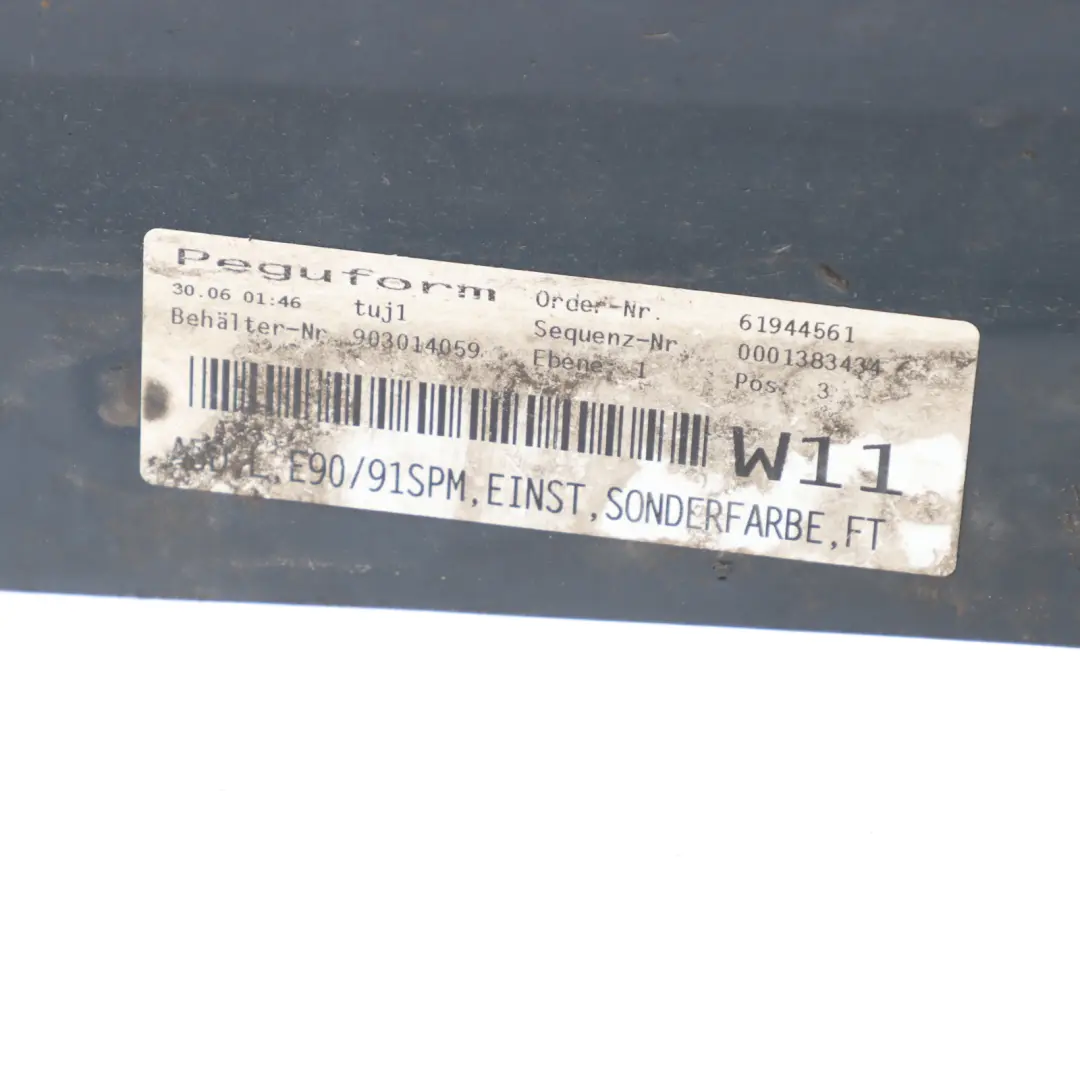 Peguform
30.06 01:46 tuj1 Order-Nr. 61944561
Behälter-Nr 903014059 Sequenz-Nr 0001383434
Ebene 1 Pos. 3
W11
L,E90/91SPM,EINST,SONDERFARBE,FT